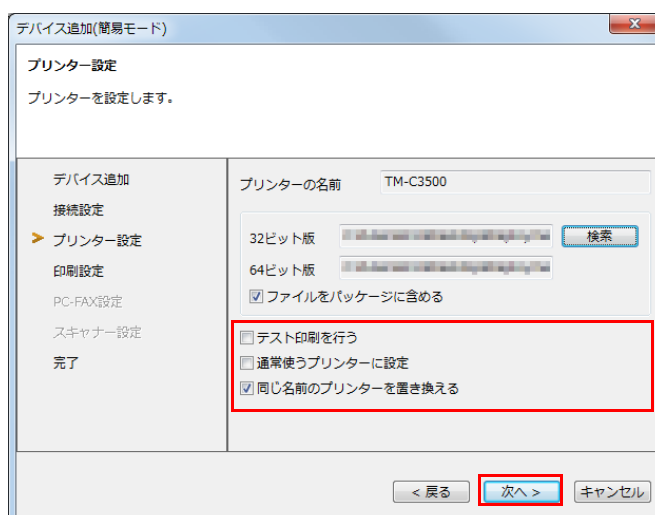 デバイス追加(簡易モード)
プリンター設定
プリンターを設定します。
デバイス追加
接続設定
プリンター設定
印刷設定
PC-FAX設定
スキャナー設定
完了
プリンターの名前 TM-C3500
32ビット版 検索
64ビット版
ファイルをパッケージに含める
テスト印刷を行う
通常使うプリンターに設定
同じ名前のプリンターを置き換える
< 戻る 次へ > キャンセル